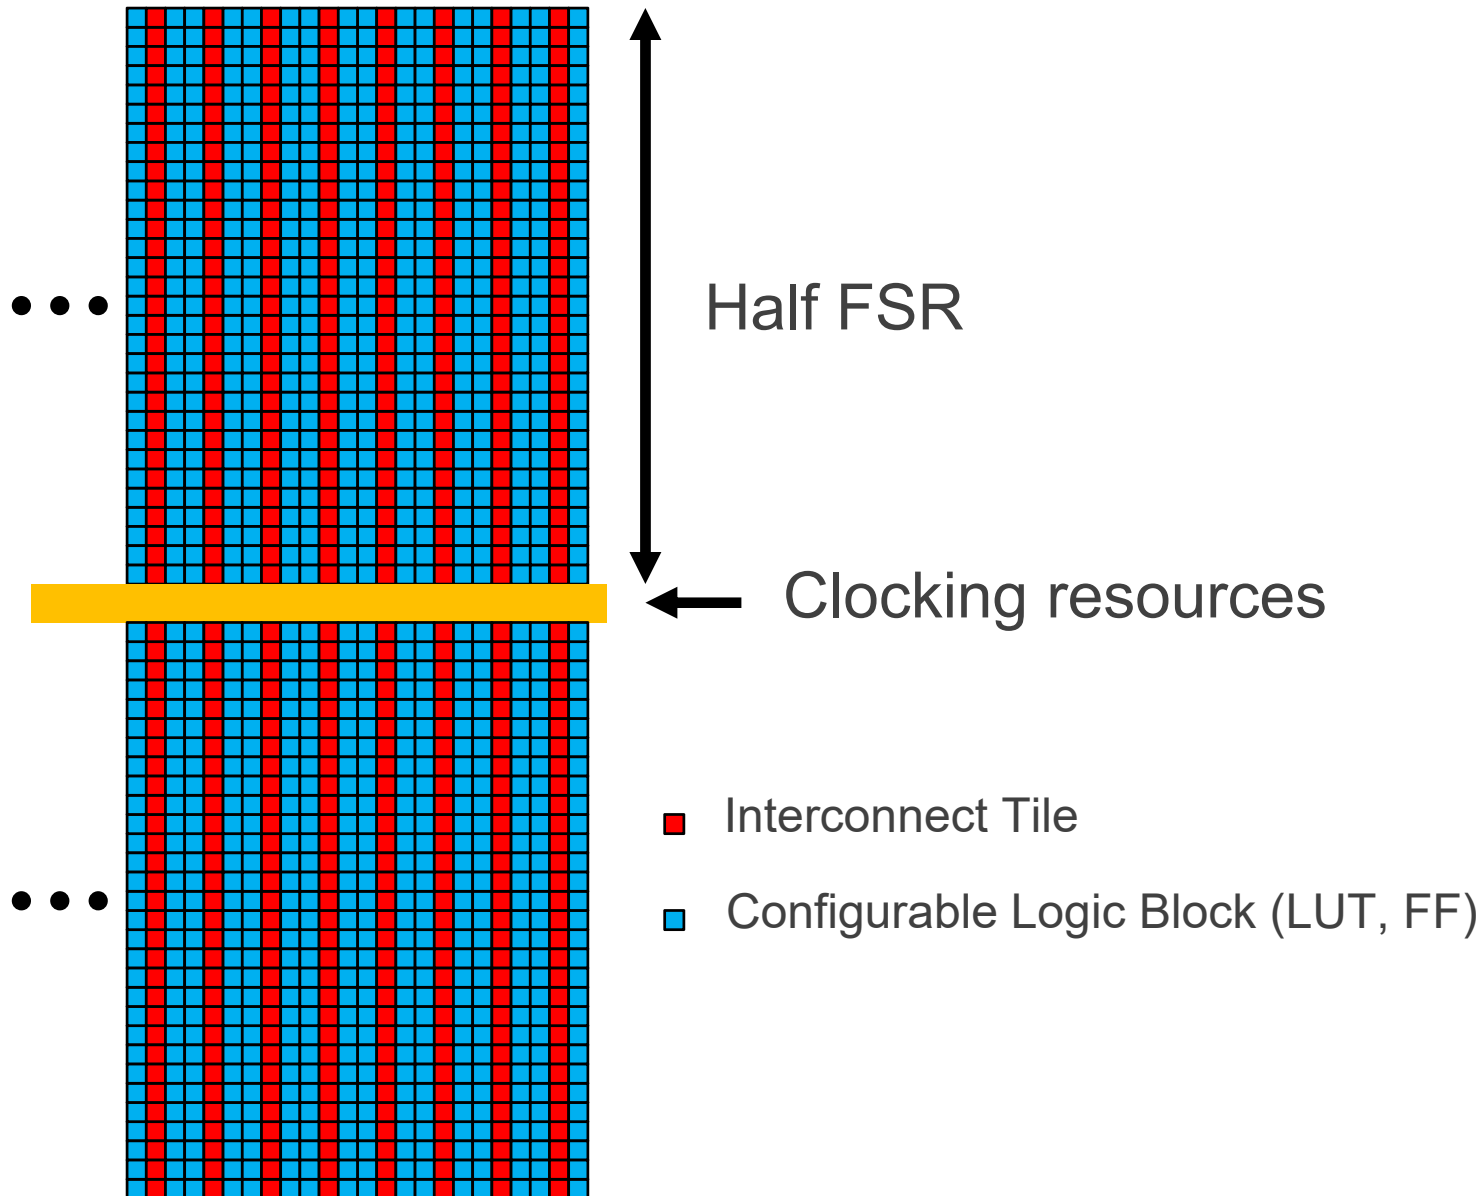 Half FSR
Clocking resources
Interconnect Tile
Configurable Logic Block (LUT, FF)